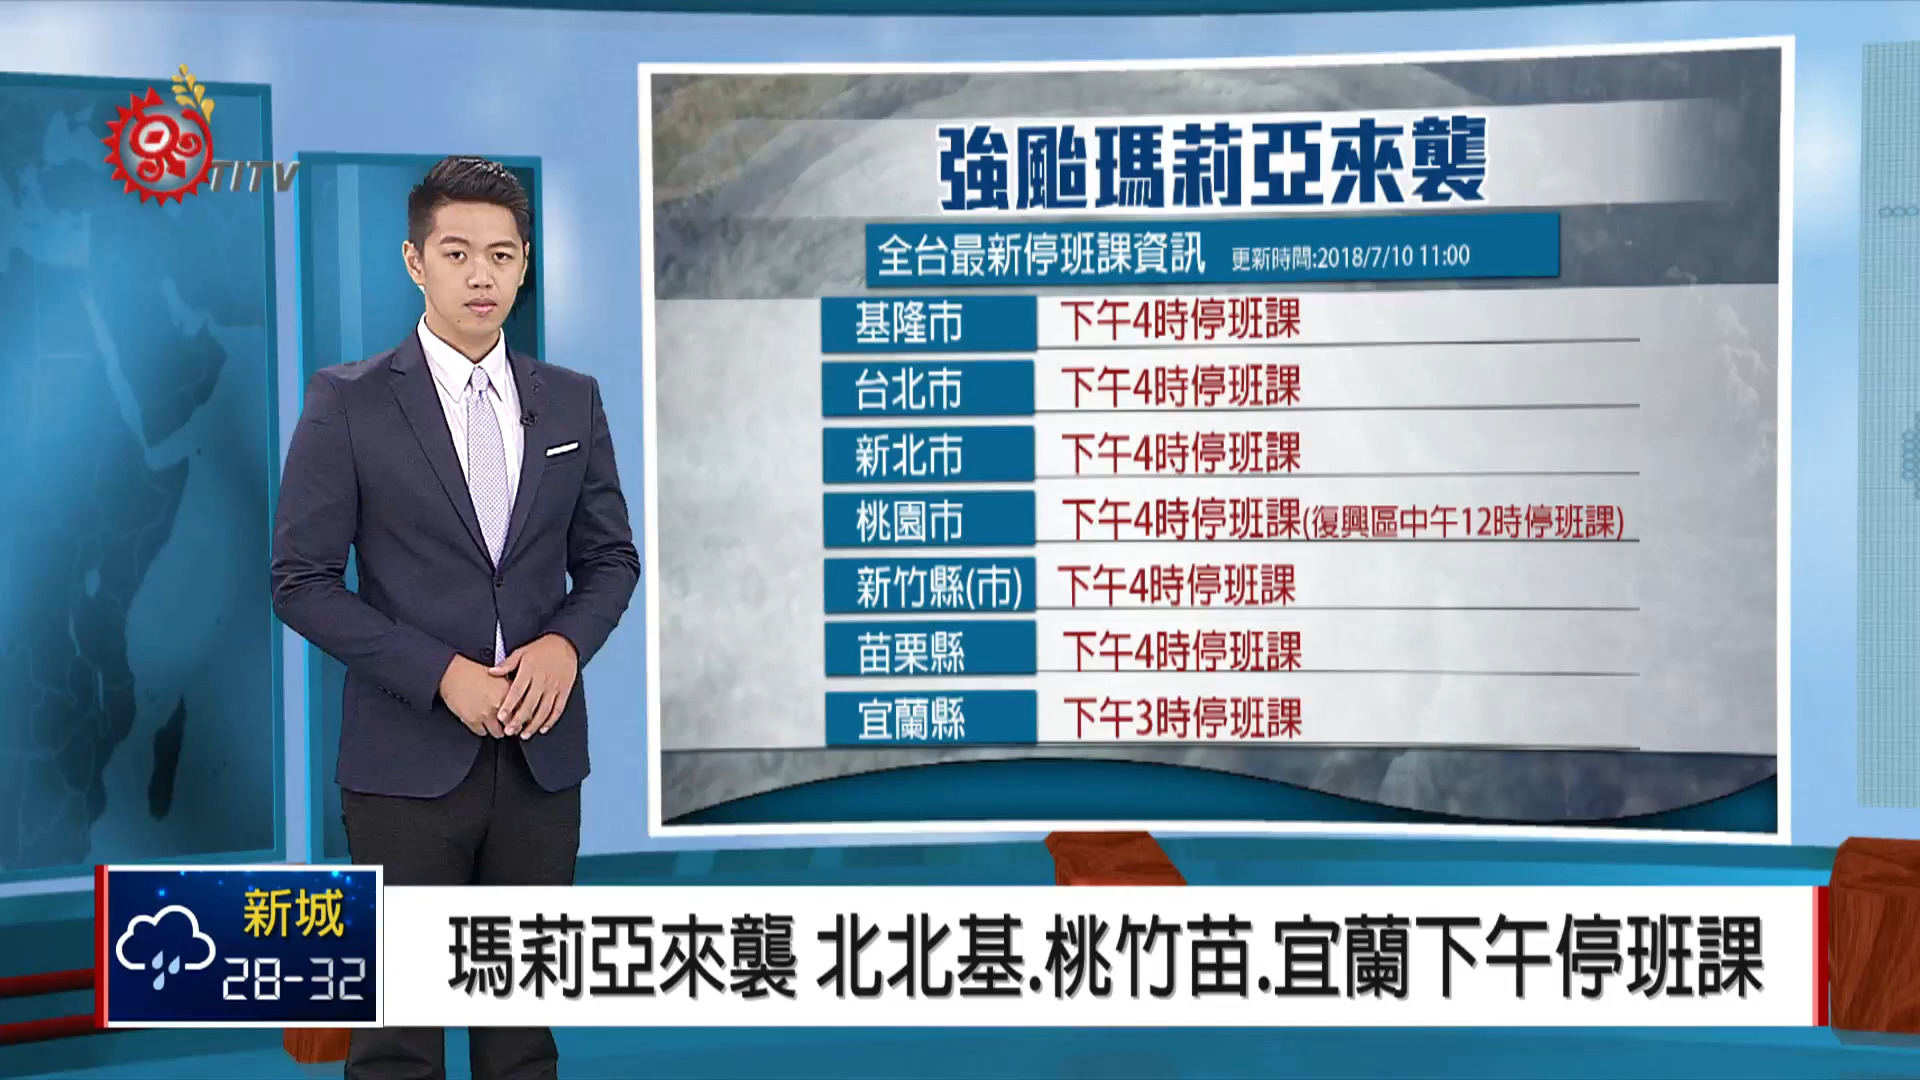 TITV
強颱瑪莉亞來襲
全台最新停班課資訊 更新時間:2018/7/10 11:00
基隆市 下午4時停班課
台北市 下午4時停班課
新北市 下午4時停班課
桃園市 下午4時停班課(復興區中午12時停班課)
新竹縣(市) 下午4時停班課
苗栗縣 下午4時停班課
宜蘭縣 下午3時停班課
新城
28-32
瑪莉亞來襲 北北基.桃竹苗.宜蘭下午停班課